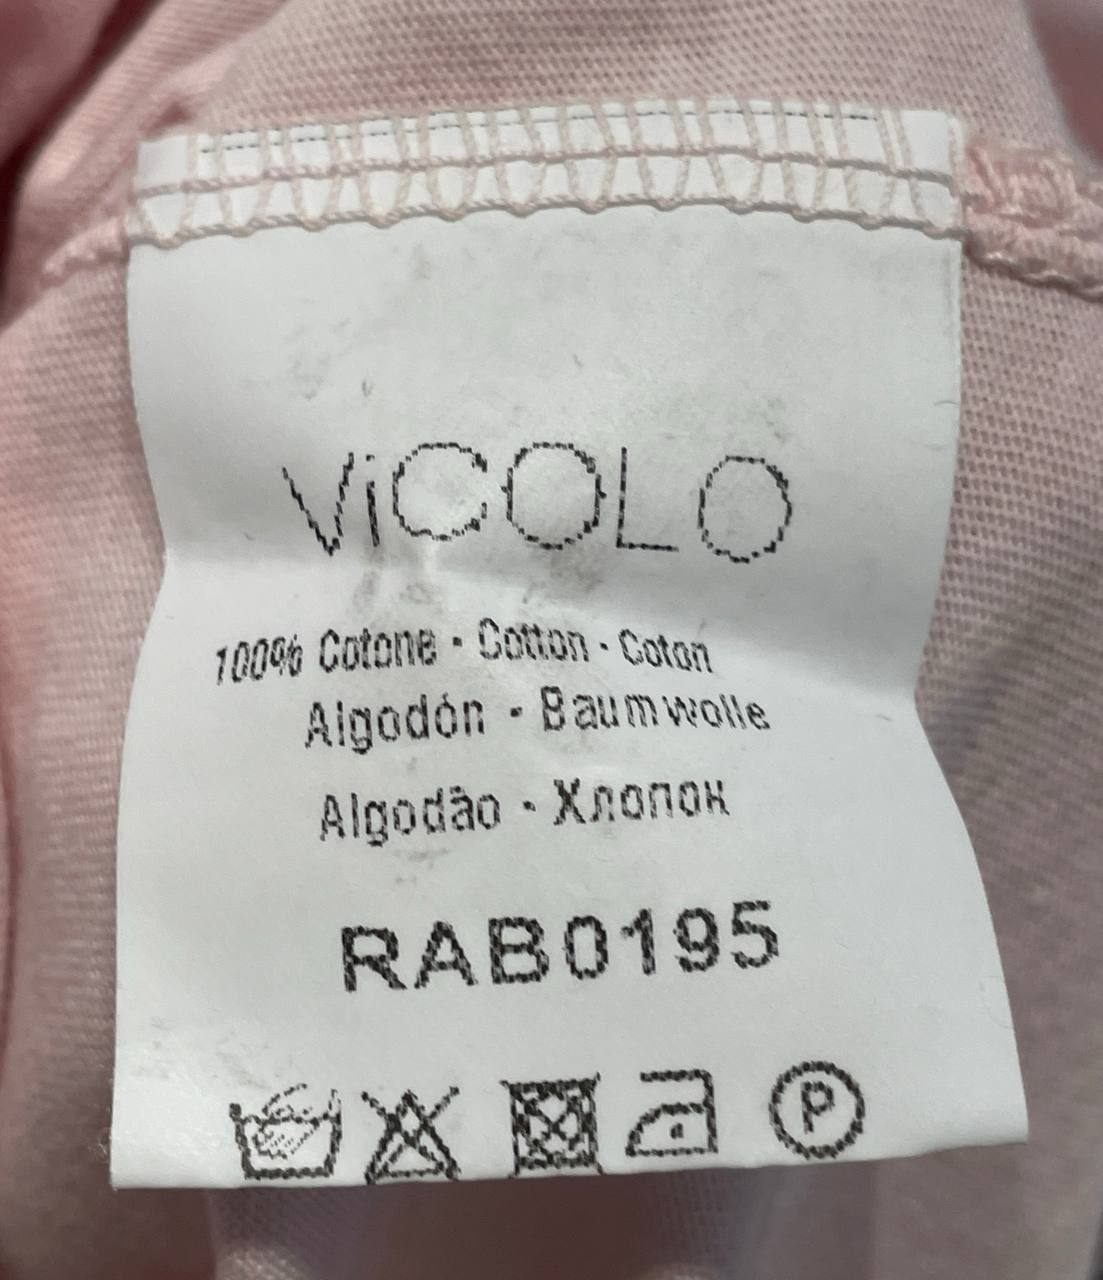 ViCOLO
100% Cotone - Cotton - Coton
Algodón - Baumwolle
Algodão - Хлопок
RAB0195
P